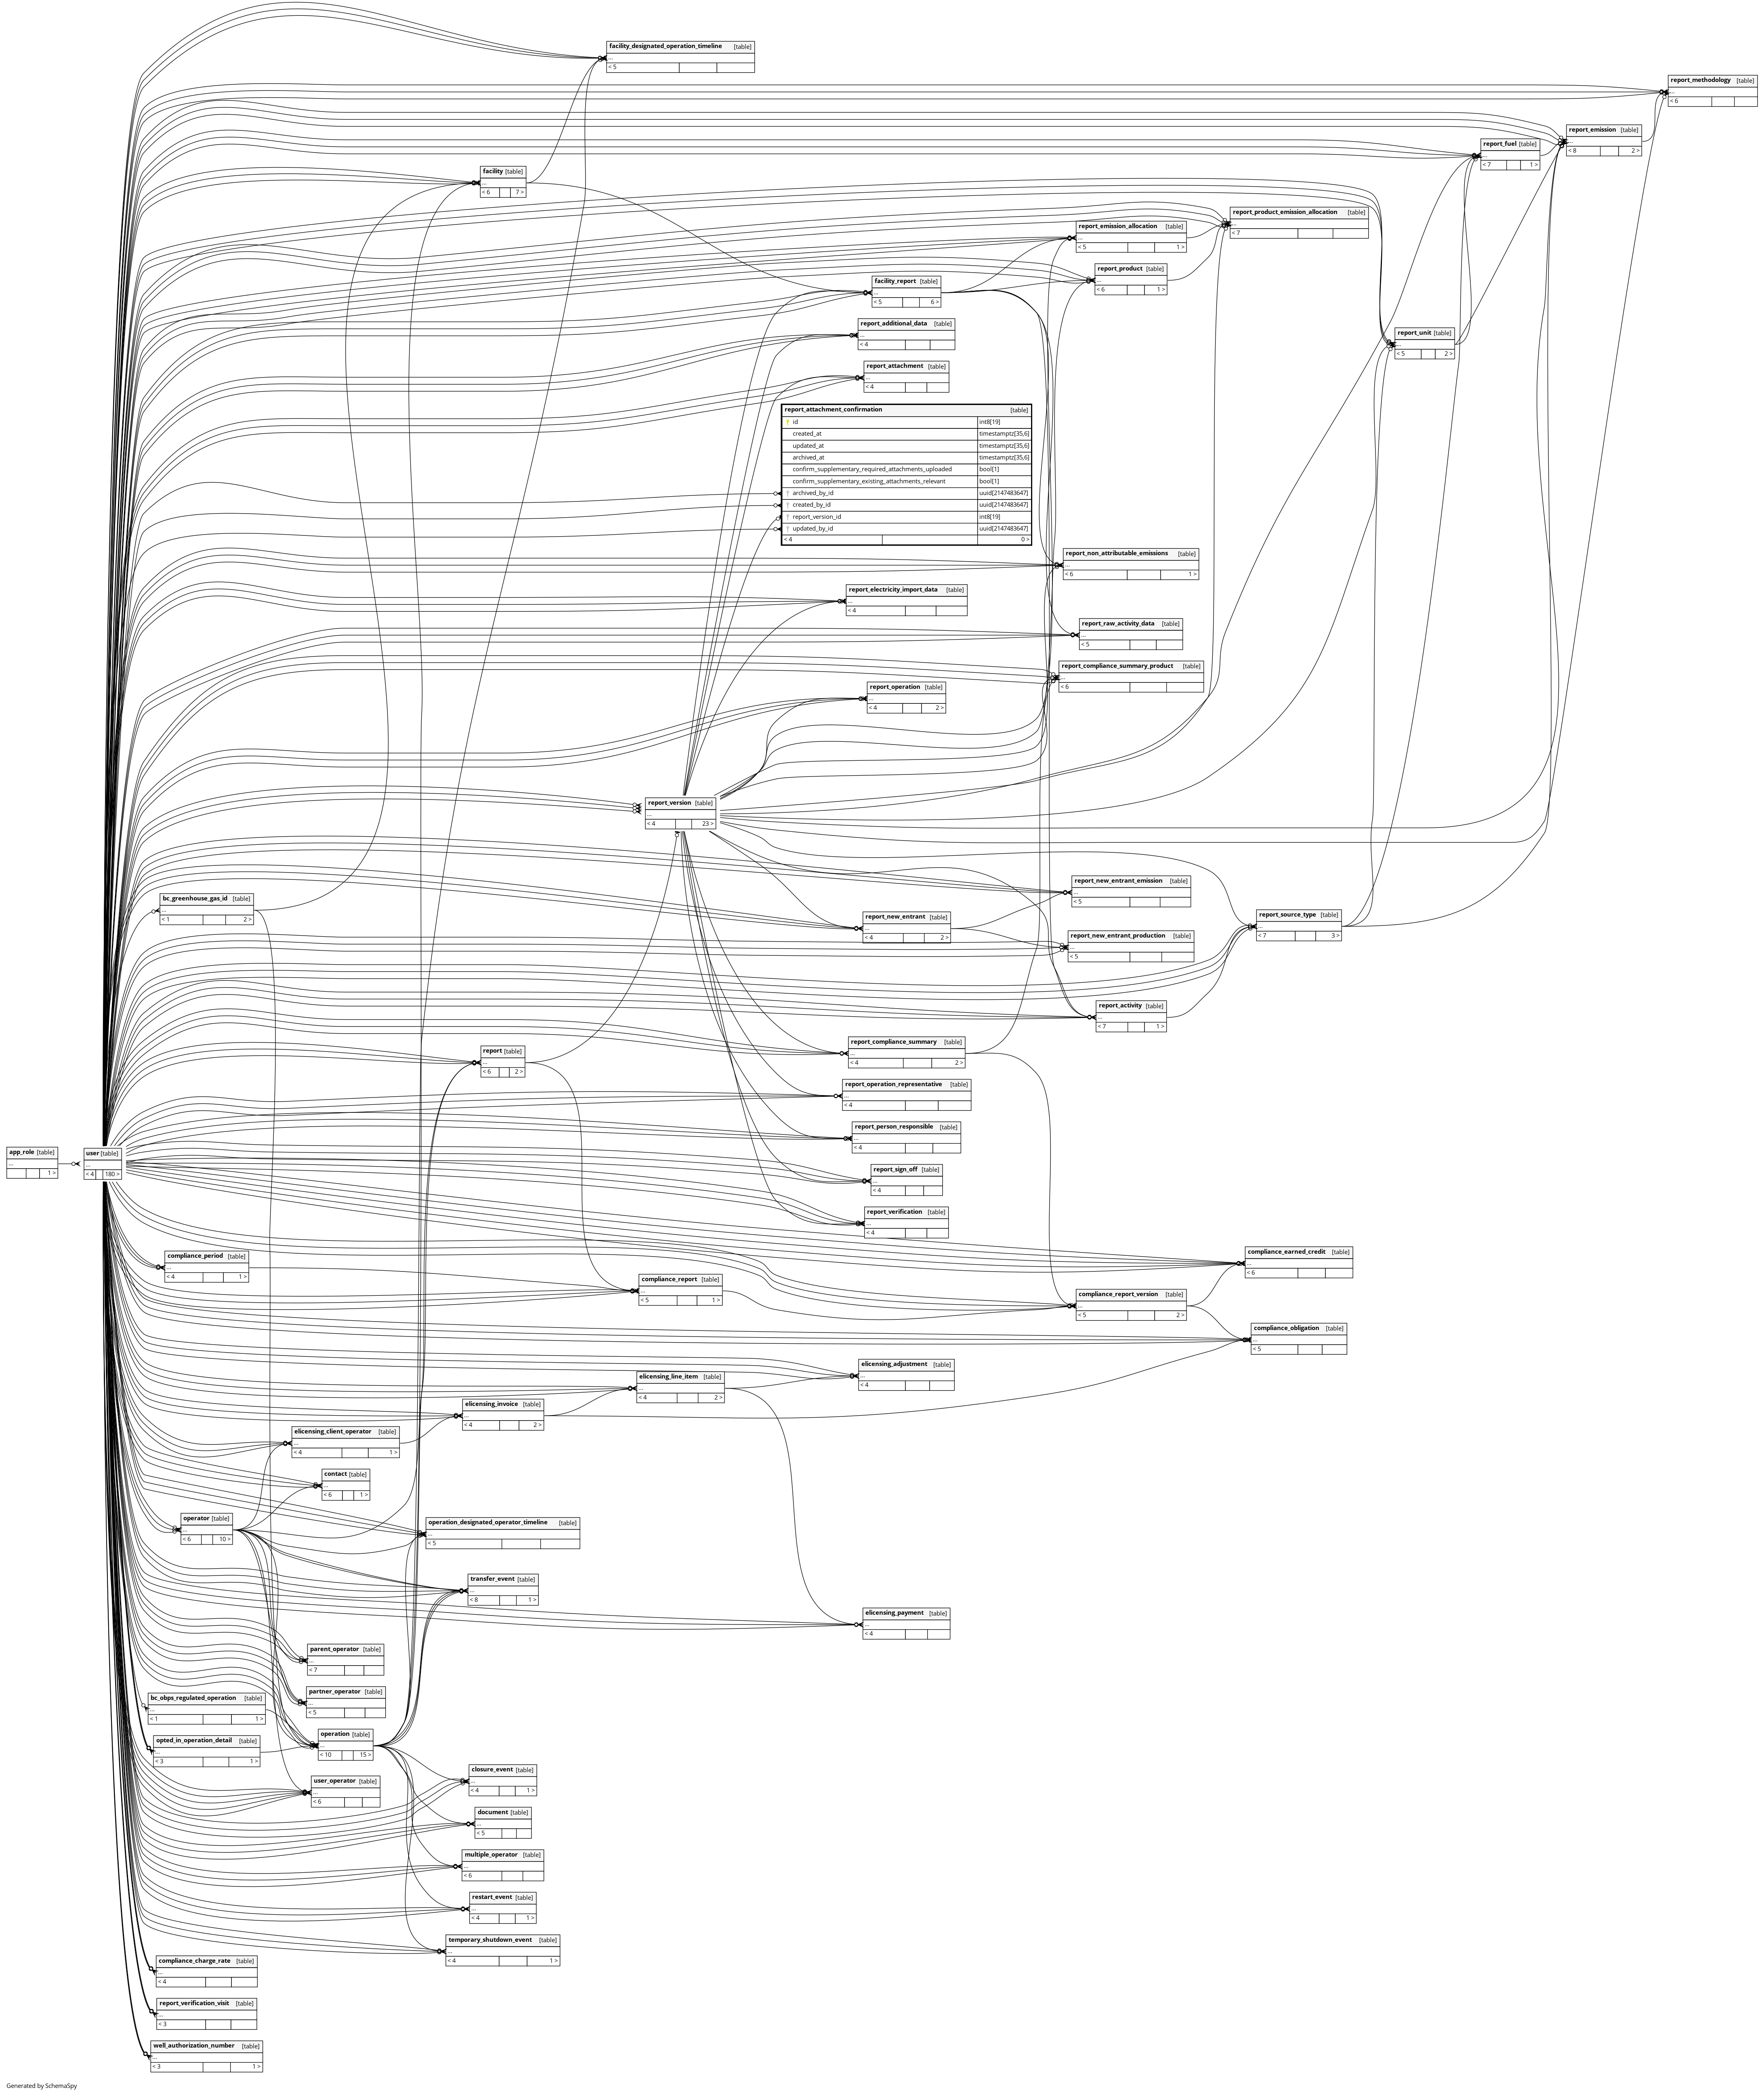 facility_designated_operation_timeline [table]
...
< 5
report_methodology [table]
...
< 6
report_emission [table]
...
< 8 2 >
report_fuel [table]
...
< 7 1 >
facility [table]
...
< 6 7 >
report_product_emission_allocation [table]
...
< 7
report_emission_allocation [table]
...
< 5 1 >
report_product [table]
...
< 6 1 >
facility_report [table]
...
< 5 6 >
report_additional_data [table]
...
< 4
report_unit [table]
...
< 5 2 >
report_attachment [table]
...
< 4
report_attachment_confirmation [table]
id int8[19]
created_at timestamptz[35,6]
updated_at timestamptz[35,6]
archived_at timestamptz[35,6]
confirm_supplementary_required_attachments_uploaded bool[1]
confirm_supplementary_existing_attachments_relevant bool[1]
archived_by_id uuid[2147483647]
created_by_id uuid[2147483647]
report_version_id int8[19]
updated_by_id uuid[2147483647]
< 4 0 >
report_non_attributable_emissions [table]
...
< 6 1 >
report_electricity_import_data [table]
...
< 4
report_raw_activity_data [table]
...
< 5
report_compliance_summary_product [table]
...
< 6
report_operation [table]
...
< 4 2 >
report_version [table]
...
< 4 23 >
report_new_entrant_emission [table]
...
< 5
bc_greenhouse_gas_id [table]
...
< 1 2 >
report_new_entrant [table]
...
< 4 2 >
report_source_type [table]
...
< 7 3 >
report_new_entrant_production [table]
...
< 5
report_activity [table]
...
< 7 1 >
report_compliance_summary [table]
...
< 4 2 >
report [table]
...
< 6 2 >
report_operation_representative [table]
...
< 4
report_person_responsible [table]
...
< 4
app_role [table]
...
1 >
user [table]
...
< 4 180 >
report_sign_off [table]
...
< 4
report_verification [table]
...
< 4
compliance_period [table]
...
< 4 1 >
compliance_earned_credit [table]
...
< 6
compliance_report [table]
...
< 5 1 >
compliance_report_version [table]
...
< 5 2 >
compliance_obligation [table]
...
< 5
elicensing_adjustment [table]
...
< 4
elicensing_line_item [table]
...
< 4 2 >
elicensing_invoice [table]
...
< 4 2 >
elicensing_client_operator [table]
...
< 4 1 >
contact [table]
...
< 6 1 >
operator [table]
...
< 6 10 >
operation_designated_operator_timeline [table]
...
< 5
transfer_event [table]
...
< 8 1 >
elicensing_payment [table]
...
< 4
parent_operator [table]
...
< 7
partner_operator [table]
...
< 5
bc_obps_regulated_operation [table]
...
< 1 1 >
operation [table]
...
< 10 15 >
opted_in_operation_detail [table]
...
< 3 1 >
closure_event [table]
...
< 4 1 >
user_operator [table]
...
< 6
document [table]
...
< 5
multiple_operator [table]
...
< 6
restart_event [table]
...
< 4 1 >
temporary_shutdown_event [table]
...
< 4 1 >
compliance_charge_rate [table]
...
< 4
report_verification_visit [table]
...
< 3
well_authorization_number [table]
...
< 3 1 >
Generated by SchemaSpy